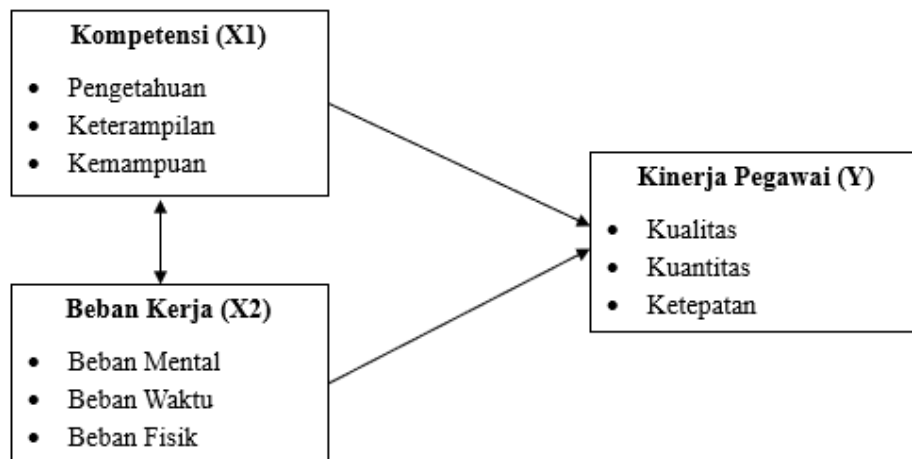 Kompetensi (X1)
• Pengetahuan
• Keterampilan
• Kemampuan
Beban Kerja (X2)
• Beban Mental
• Beban Waktu
• Beban Fisik
Kinerja Pegawai (Y)
• Kualitas
• Kuantitas
• Ketepatan